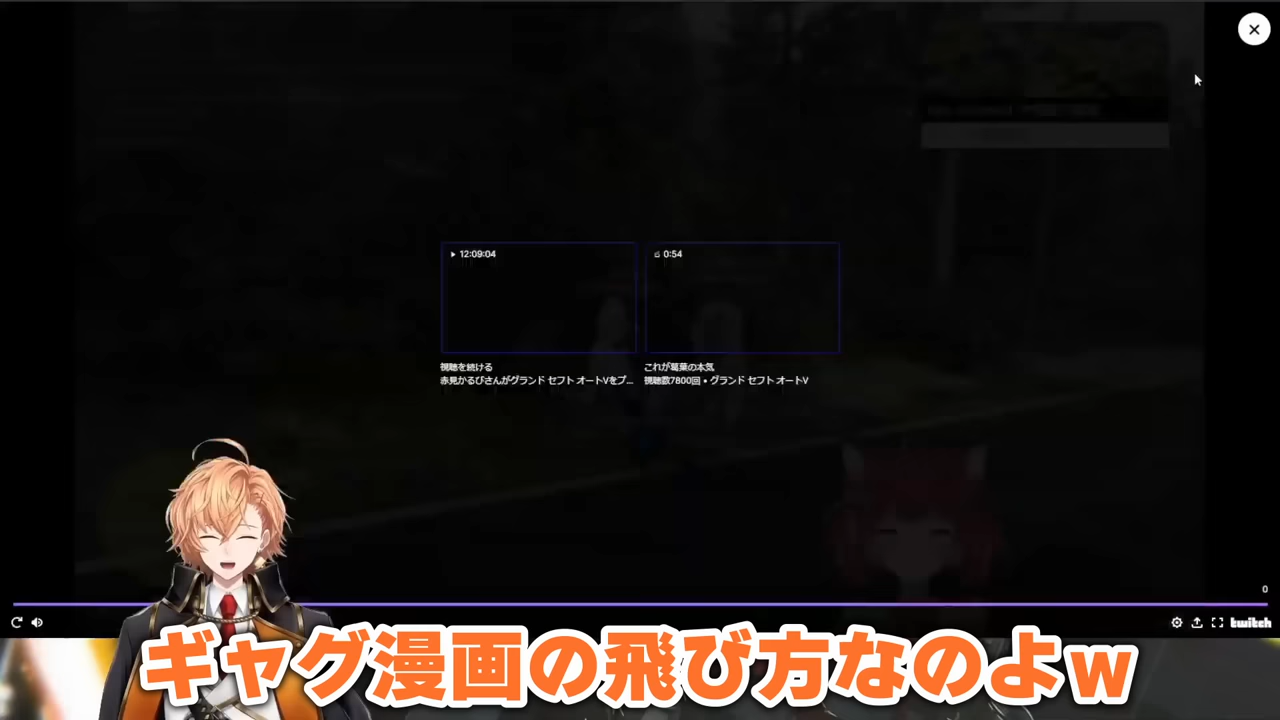 12:09:04
0:54
視聴を続ける
赤見かるびさんがグランド セフト オートVをプ...
これが葛葉の本気
視聴数7800回 • グランド セフト オートV
0
twitch
ギャグ漫画の飛び方なのよw